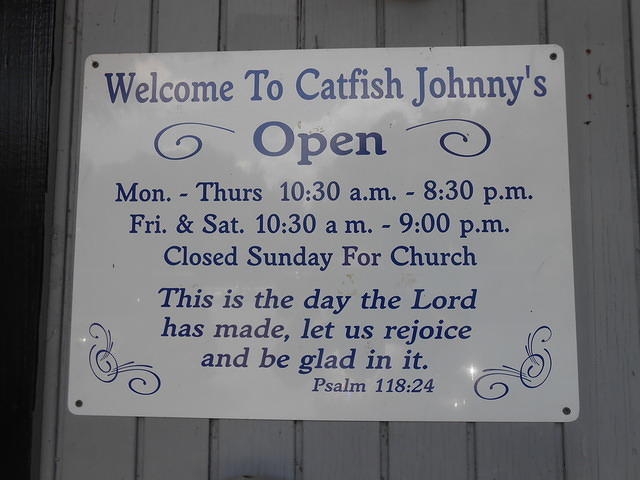 Welcome To Catfish Johnny's
Open
Mon. - Thurs 10:30 a.m. - 8:30 p.m.
Fri. & Sat. 10:30 a m. - 9:00 p.m.
Closed Sunday For Church
This is the day the Lord
has made, let us rejoice
and be glad in it.
Psalm 118:24